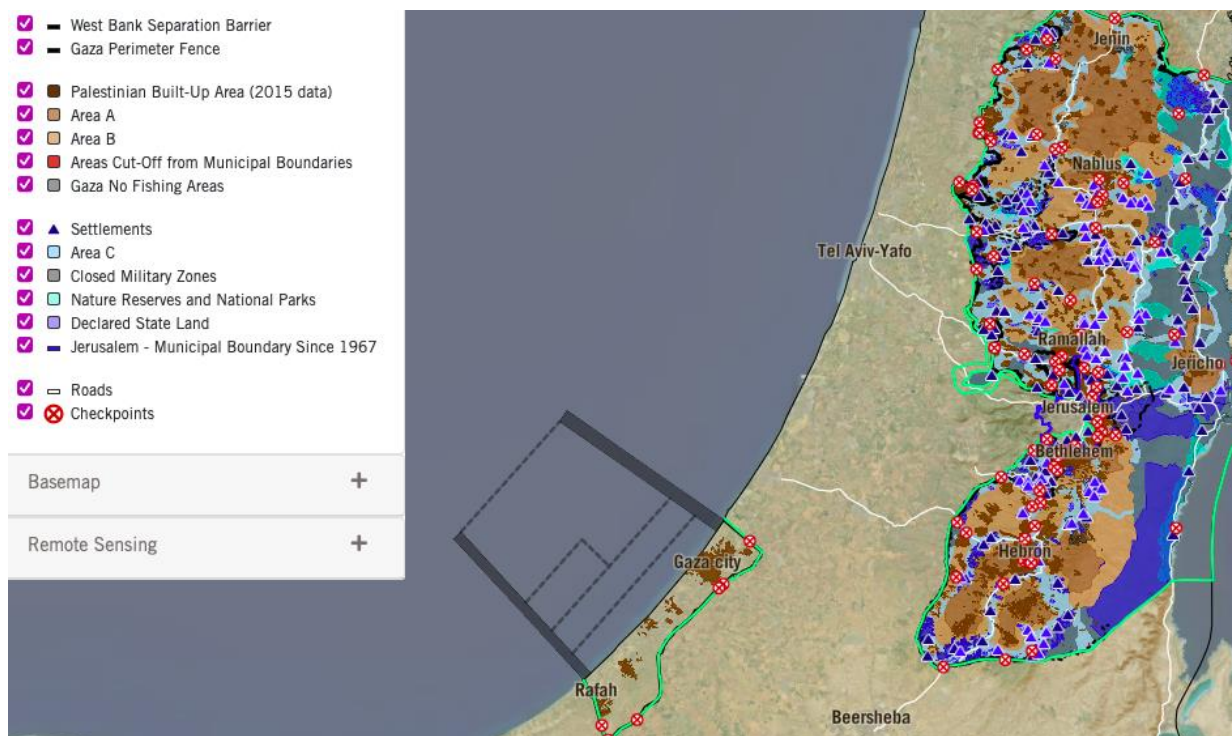 West Bank Separation Barrier
Gaza Perimeter Fence
Palestinian Built-Up Area (2015 data)
Area A
Area B
Areas Cut-Off from Municipal Boundaries
Gaza No Fishing Areas
Settlements
Area C
Closed Military Zones
Nature Reserves and National Parks
Declared State Land
Jerusalem - Municipal Boundary Since 1967
Roads
Checkpoints
Basemap +
Remote Sensing +
Jenin
Nablus
Tel Aviv-Yafo
Ramallah
Jericho
Jerusalem
Bethlehem
Hebron
Gaza city
Rafah
Beersheba